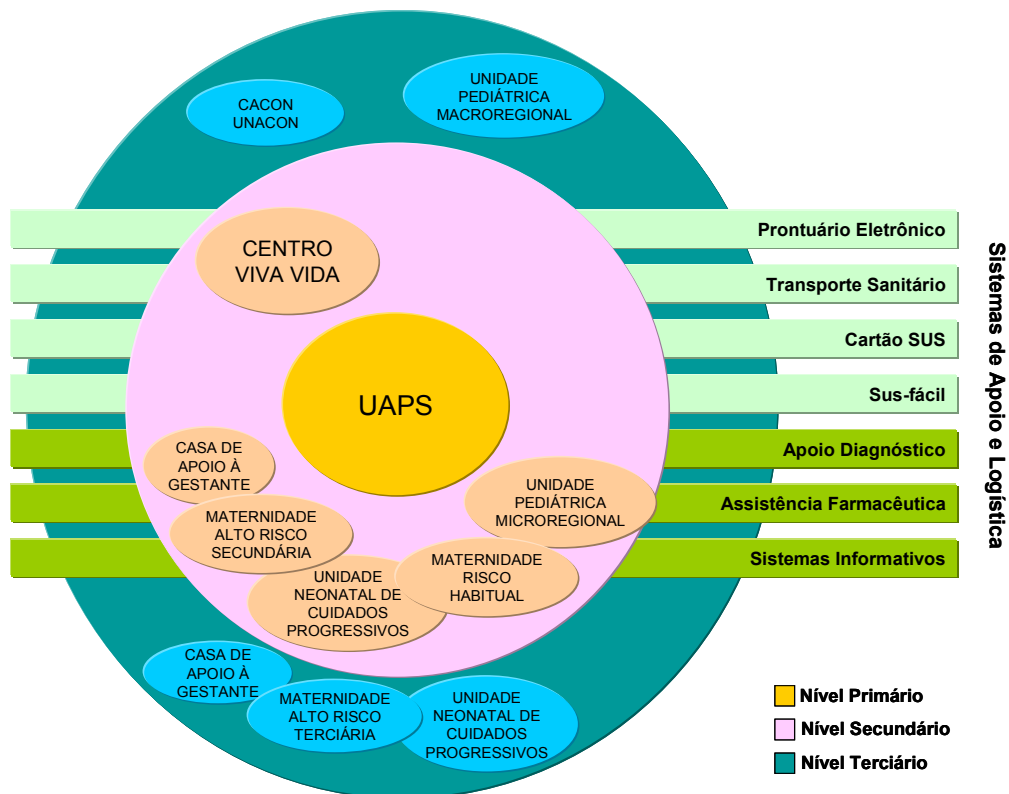 CACON
UNACON
UNIDADE
PEDIÁTRICA
MACROREGIONAL
CENTRO
VIVA VIDA
UAPS
CASA DE
APOIO À
GESTANTE
MATERNIDADE
ALTO RISCO
SECUNDÁRIA
UNIDADE
NEONATAL DE
CUIDADOS
PROGRESSIVOS
MATERNIDADE
RISCO
HABITUAL
UNIDADE
PEDIÁTRICA
MICROREGIONAL
CASA DE
APOIO À
GESTANTE
MATERNIDADE
ALTO RISCO
TERCIÁRIA
UNIDADE
NEONATAL DE
CUIDADOS
PROGRESSIVOS
Prontuário Eletrônico
Transporte Sanitário
Cartão SUS
Sus-fácil
Apoio Diagnóstico
Assistência Farmacêutica
Sistemas Informativos
Sistemas de Apoio e Logística
Nível Primário
Nível Secundário
Nível Terciário